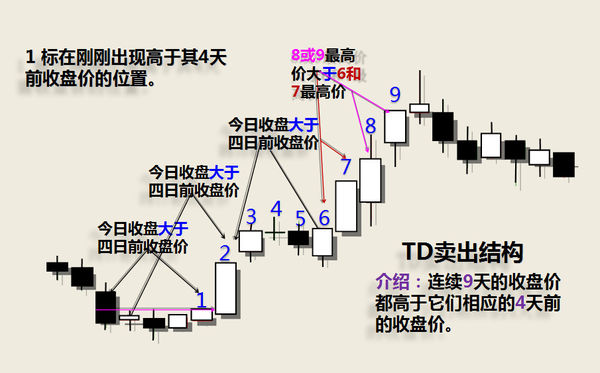 1 标在刚刚出现高于其4天
前收盘价的位置。
8或9最高
价大于6和
7最高价
9
今日收盘大于
四日前收盘价
8
今日收盘大于
四日前收盘价
7
今日收盘大于
四日前收盘价
3
4
5
6
2
1
TD卖出结构
介绍：连续9天的收盘价
都高于它们相应的4天前
的收盘价。